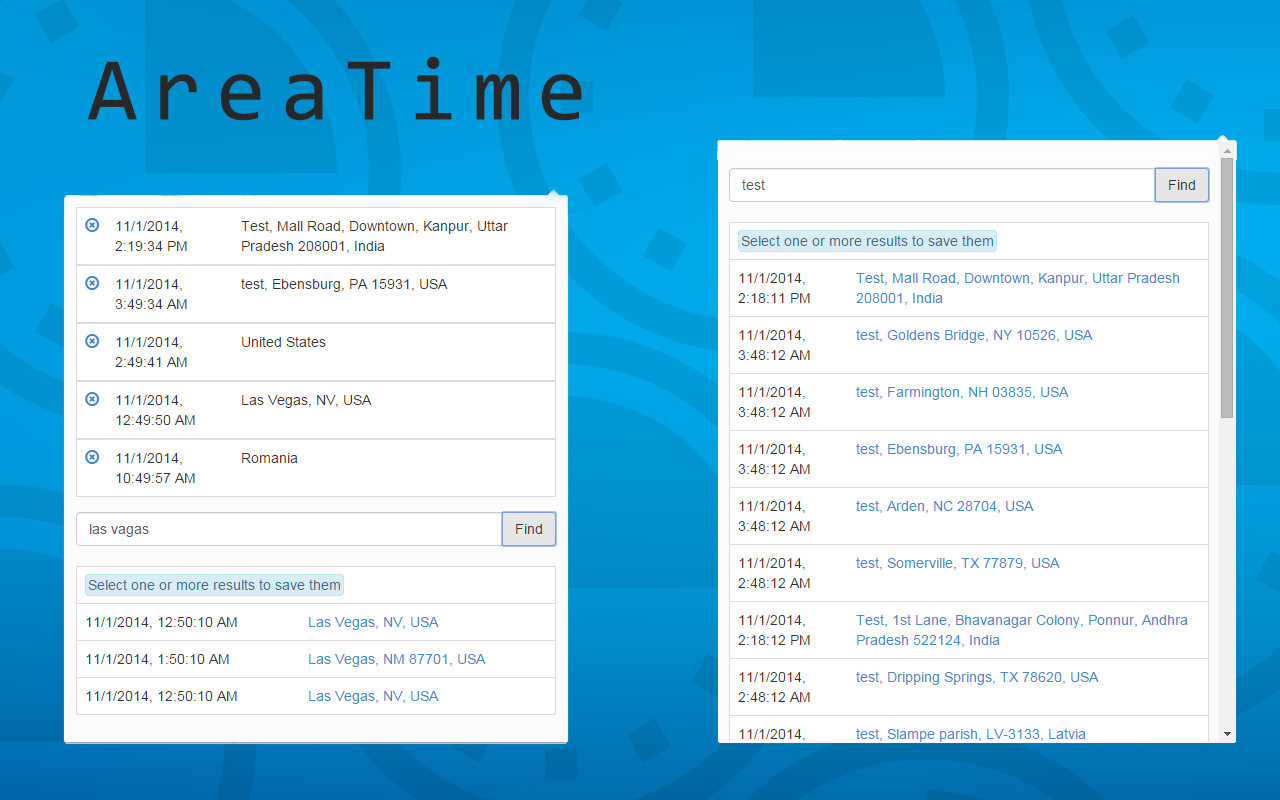 AreaTime
11/1/2014,
2:19:34 PM
Test, Mall Road, Downtown, Kanpur, Uttar
Pradesh 208001, India
11/1/2014,
3:49:34 AM
test, Ebensburg, PA 15931, USA
11/1/2014,
2:49:41 AM
United States
11/1/2014,
12:49:50 AM
Las Vegas, NV, USA
11/1/2014,
10:49:57 AM
Romania
las vagas
Find
Select one or more results to save them
11/1/2014, 12:50:10 AM
Las Vegas, NV, USA
11/1/2014, 1:50:10 AM
Las Vegas, NM 87701, USA
11/1/2014, 12:50:10 AM
Las Vegas, NV, USA
test
Find
Select one or more results to save them
11/1/2014,
2:18:11 PM
Test, Mall Road, Downtown, Kanpur, Uttar Pradesh
208001, India
11/1/2014,
3:48:12 AM
test, Goldens Bridge, NY 10526, USA
11/1/2014,
3:48:12 AM
test, Farmington, NH 03835, USA
11/1/2014,
3:48:12 AM
test, Ebensburg, PA 15931, USA
11/1/2014,
3:48:12 AM
test, Arden, NC 28704, USA
11/1/2014,
2:48:12 AM
test, Somerville, TX 77879, USA
11/1/2014,
2:18:12 PM
Test, 1st Lane, Bhavanagar Colony, Ponnur, Andhra
Pradesh 522124, India
11/1/2014,
2:48:12 AM
test, Dripping Springs, TX 78620, USA
11/1/2014,
test, Slampe parish, LV-3133, Latvia